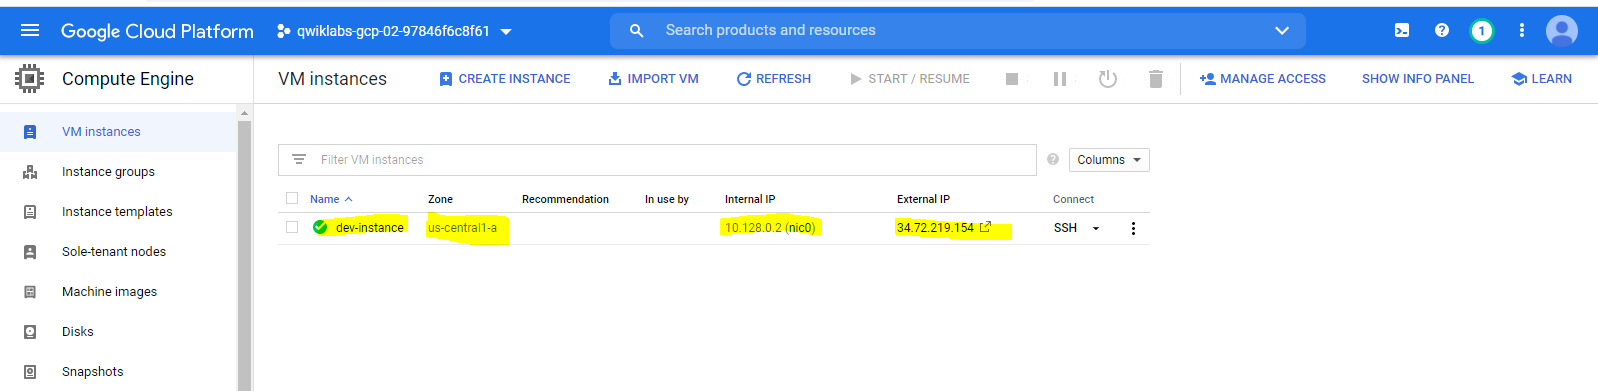 Google Cloud Platform qwiklabs-gcp-02-97846f6c8f61 Search products and resources 1
Compute Engine VM instances CREATE INSTANCE IMPORT VM REFRESH START / RESUME MANAGE ACCESS SHOW INFO PANEL LEARN
VM instances
Instance groups
Instance templates
Sole-tenant nodes
Machine images
Disks
Snapshots
Filter VM instances Columns
Name Zone Recommendation In use by Internal IP External IP Connect
dev-instance us-central1-a 10.128.0.2 (nic0) 34.72.219.154 SSH